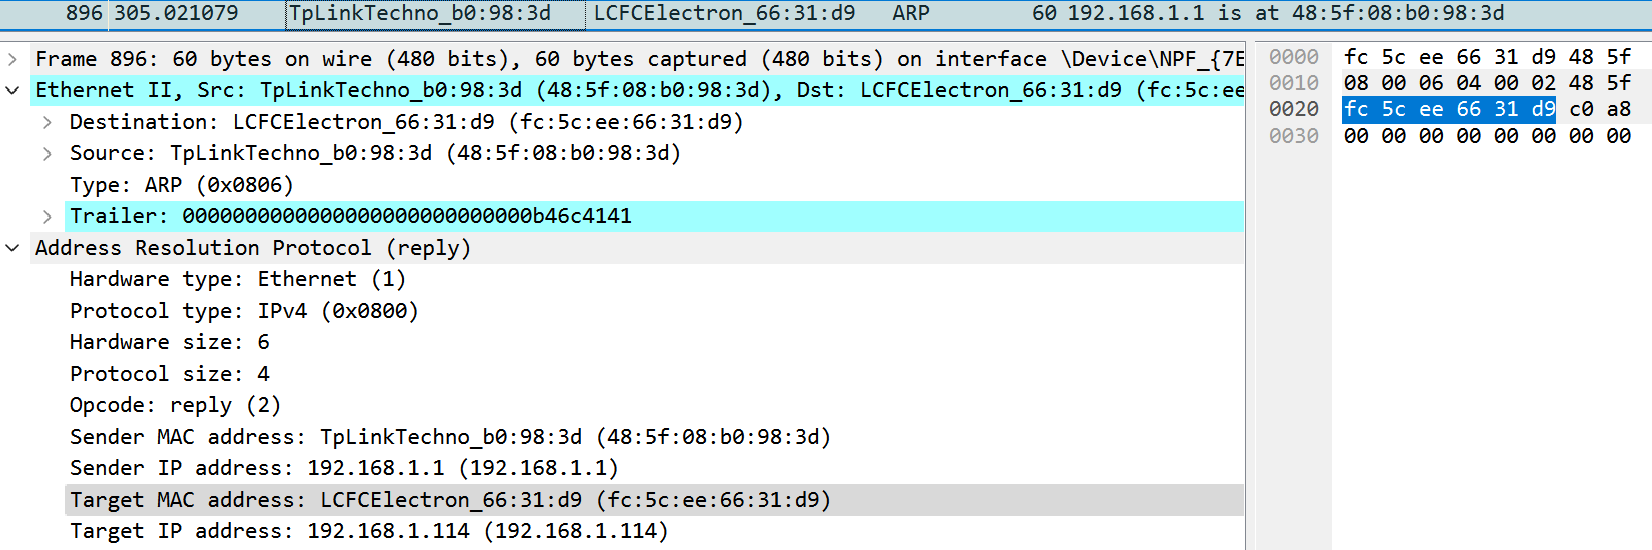 896 305.021079 TpLinkTechno_b0:98:3d LCFCElectron_66:31:d9 ARP 60 192.168.1.1 is at 48:5f:08:b0:98:3d
Frame 896: 60 bytes on wire (480 bits), 60 bytes captured (480 bits) on interface \Device\NPF_{7E
Ethernet II, Src: TpLinkTechno_b0:98:3d (48:5f:08:b0:98:3d), Dst: LCFCElectron_66:31:d9 (fc:5c:ee
Destination: LCFCElectron_66:31:d9 (fc:5c:ee:66:31:d9)
Source: TpLinkTechno_b0:98:3d (48:5f:08:b0:98:3d)
Type: ARP (0x0806)
Trailer: 0000000000000000000000000000b46c4141
Address Resolution Protocol (reply)
Hardware type: Ethernet (1)
Protocol type: IPv4 (0x0800)
Hardware size: 6
Protocol size: 4
Opcode: reply (2)
Sender MAC address: TpLinkTechno_b0:98:3d (48:5f:08:b0:98:3d)
Sender IP address: 192.168.1.1 (192.168.1.1)
Target MAC address: LCFCElectron_66:31:d9 (fc:5c:ee:66:31:d9)
Target IP address: 192.168.1.114 (192.168.1.114)
0000 fc 5c ee 66 31 d9 48 5f
0010 08 00 06 04 00 02 48 5f
0020 fc 5c ee 66 31 d9 c0 a8
0030 00 00 00 00 00 00 00 00